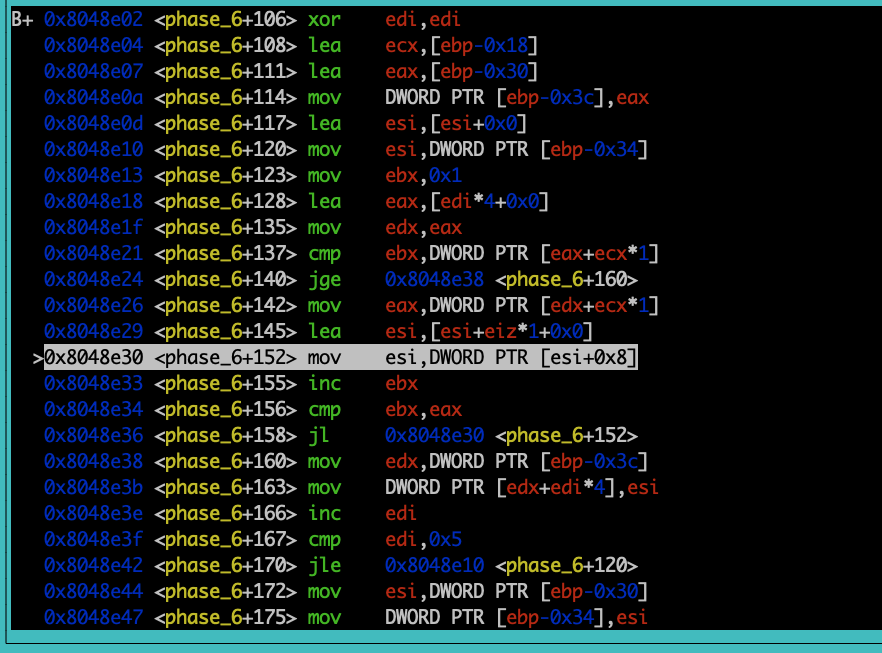 B+ 0x8048e02 <phase_6+106> xor edi,edi
0x8048e04 <phase_6+108> lea ecx,[ebp-0x18]
0x8048e07 <phase_6+111> lea eax,[ebp-0x30]
0x8048e0a <phase_6+114> mov DWORD PTR [ebp-0x3c],eax
0x8048e0d <phase_6+117> lea esi,[esi+0x0]
0x8048e10 <phase_6+120> mov esi,DWORD PTR [ebp-0x34]
0x8048e13 <phase_6+123> mov ebx,0x1
0x8048e18 <phase_6+128> lea eax,[edi*4+0x0]
0x8048e1f <phase_6+135> mov edx,eax
0x8048e21 <phase_6+137> cmp ebx,DWORD PTR [eax+ecx*1]
0x8048e24 <phase_6+140> jge 0x8048e38 <phase_6+160>
0x8048e26 <phase_6+142> mov eax,DWORD PTR [edx+ecx*1]
0x8048e29 <phase_6+145> lea esi,[esi+eiz*1+0x0]
>0x8048e30 <phase_6+152> mov esi,DWORD PTR [esi+0x8]
0x8048e33 <phase_6+155> inc ebx
0x8048e34 <phase_6+156> cmp ebx,eax
0x8048e36 <phase_6+158> jl 0x8048e30 <phase_6+152>
0x8048e38 <phase_6+160> mov edx,DWORD PTR [ebp-0x3c]
0x8048e3b <phase_6+163> mov DWORD PTR [edx+edi*4],esi
0x8048e3e <phase_6+166> inc edi
0x8048e3f <phase_6+167> cmp edi,0x5
0x8048e42 <phase_6+170> jle 0x8048e10 <phase_6+120>
0x8048e44 <phase_6+172> mov esi,DWORD PTR [ebp-0x30]
0x8048e47 <phase_6+175> mov DWORD PTR [ebp-0x34],esi